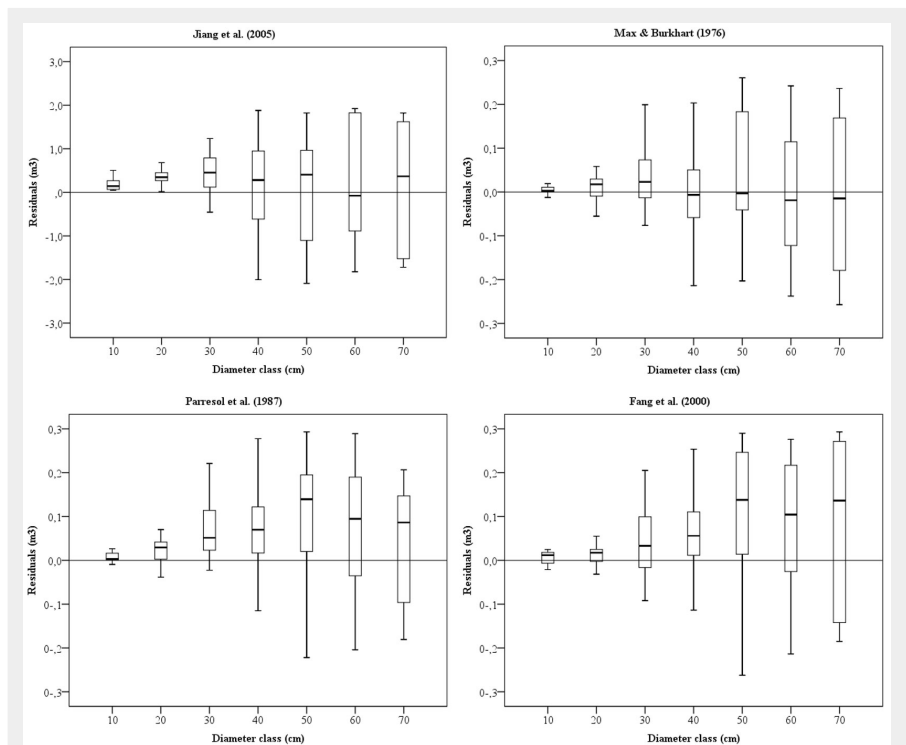 Jiang et al. (2005)
Residuals (m3)
3,0
2,0
1,0
,0
-1,0
-2,0
-3,0
10 20 30 40 50 60 70
Diameter class (cm)
Max & Burkhart (1976)
Residuals (m3)
0,3
0,2
0,1
0,0
0-,1
0-,2
0-,3
10 20 30 40 50 60 70
Diameter class (cm)
Parresol et al. (1987)
Residuals (m3)
0,3
0,2
0,1
0,0
0-,1
0-,2
0-,3
10 20 30 40 50 60 70
Diameter class (cm)
Fang et al. (2000)
Residuals (m3)
0,3
0,2
0,1
0,0
0-,1
0-,2
0-,3
10 20 30 40 50 60 70
Diameter class (cm)